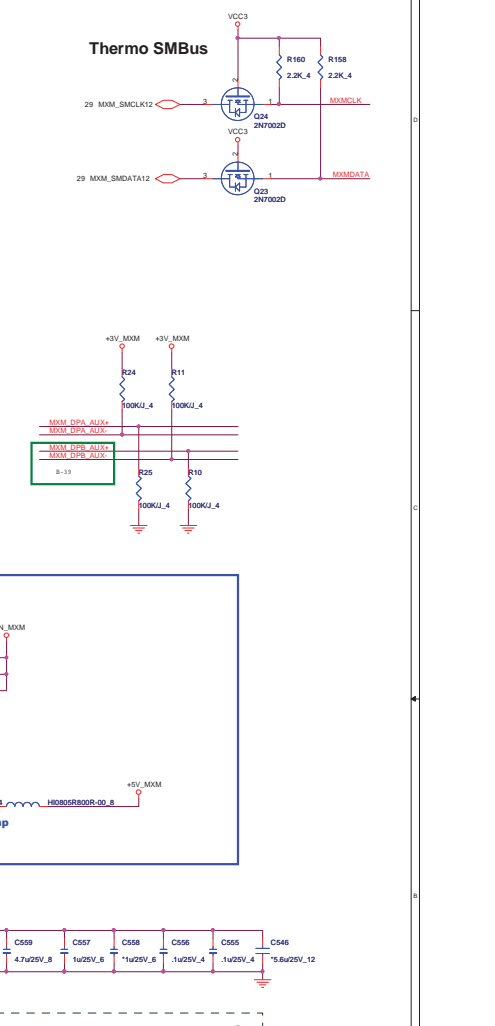 VCC3
Thermo SMBus
R160
R158
2.2K_4
2.2K_4
2
29 MXM_SMCLK12
3
1
MXMCLK
Q24
2N7002D
VCC3
2
29 MXM_SMDATA12
3
1
MXMDATA
Q23
2N7002D
D
+3V_MXM
+3V_MXM
R24
R11
100K/J_4
100K/J_4
MXM_DPA_AUX+
MXM_DPA_AUX-
MXM_DPB_AUX+
MXM_DPB_AUX-
B-39
R25
R10
100K/J_4
100K/J_4
C
N_MXM
+5V_MXM
4
HI0805R800R-00_8
ap
B
C559
C557
C558
C556
C555
C546
4.7u/25V_8
1u/25V_6
*1u/25V_6
.1u/25V_4
.1u/25V_4
*5.6u/25V_12